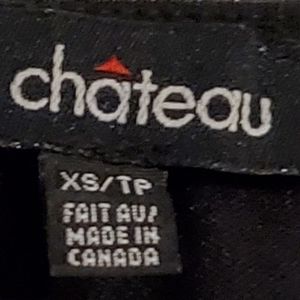 château
XS/TP
FAIT AU/
MADE IN
CANADA